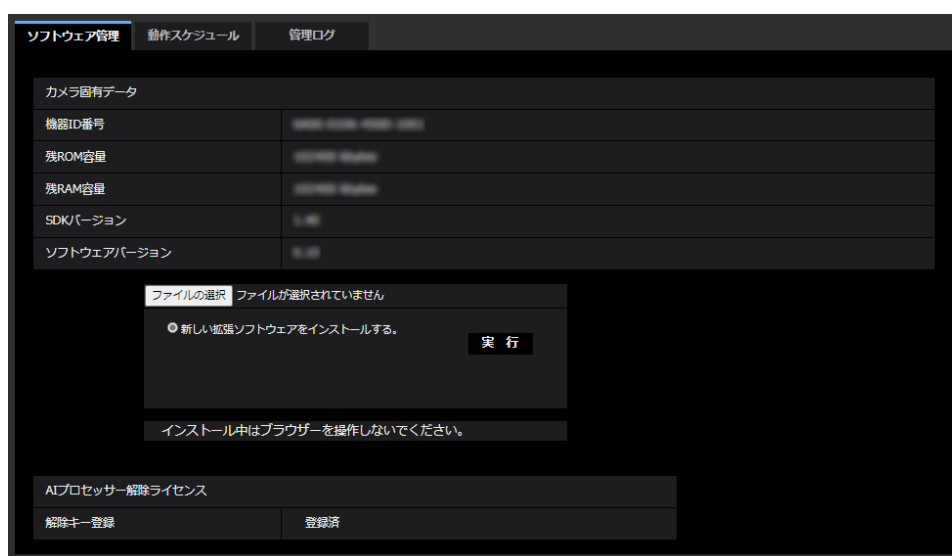 ソフトウェア管理 動作スケジュール 管理ログ
カメラ固有データ
機器ID番号
残ROM容量
残RAM容量
SDKバージョン
ソフトウェアバージョン
ファイルの選択 ファイルが選択されていません
新しい拡張ソフトウェアをインストールする。
実 行
インストール中はブラウザーを操作しないでください。
AIプロセッサー解除ライセンス
解除キー登録 登録済